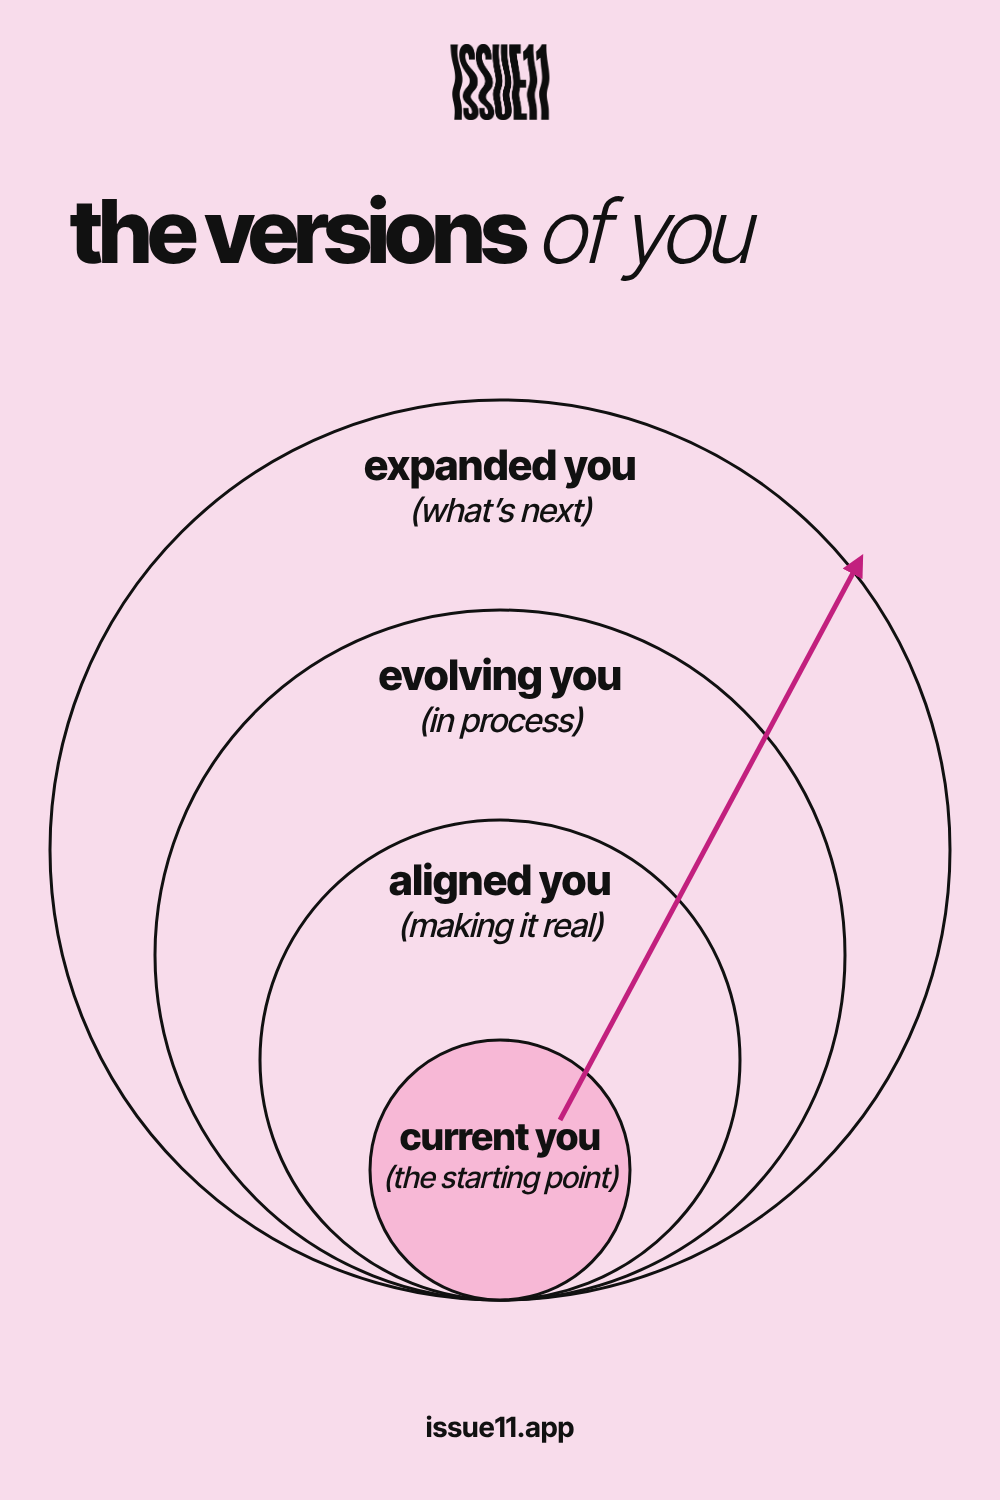 ISSUE11
the versions of you
expanded you
(what's next)
evolving you
(in process)
aligned you
(making it real)
current you
(the starting point)
issue11.app